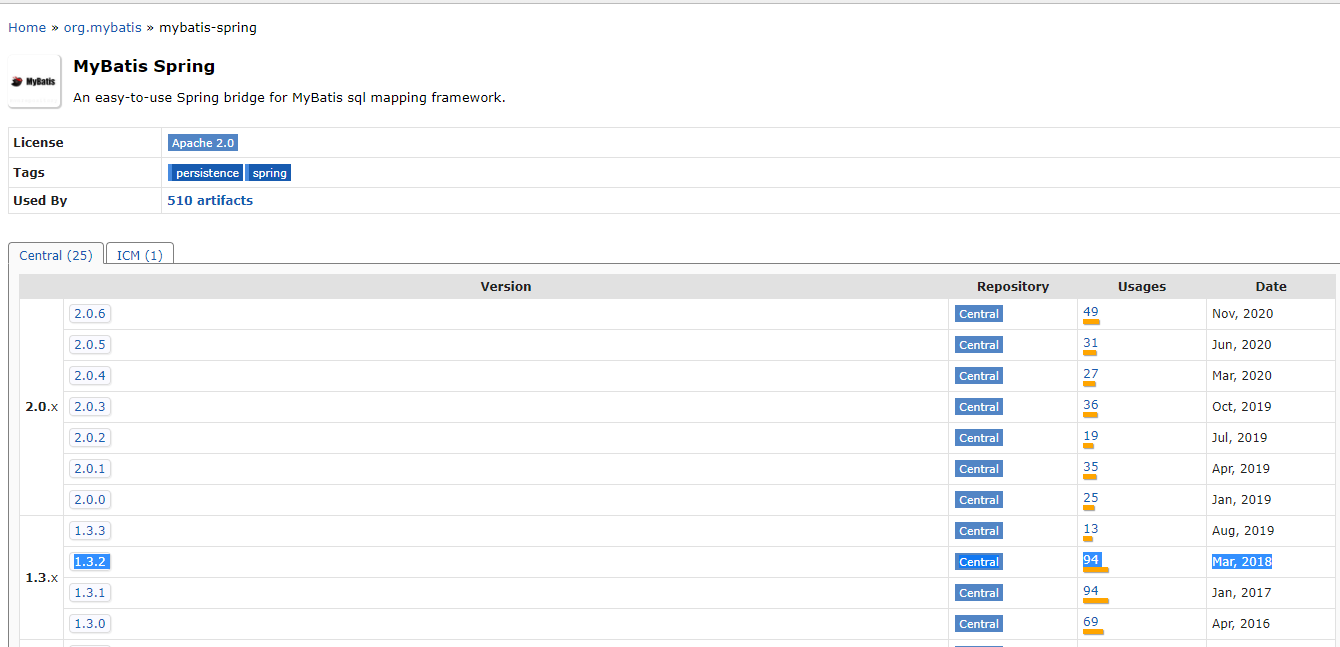 Home » org.mybatis » mybatis-spring
MyBatis
MyBatis Spring
An easy-to-use Spring bridge for MyBatis sql mapping framework.
License Apache 2.0
Tags persistence spring
Used By 510 artifacts
Central (25) ICM (1)
Version Repository Usages Date
2.0.6 Central 49 Nov, 2020
2.0.5 Central 31 Jun, 2020
2.0.4 Central 27 Mar, 2020
2.0.x 2.0.3 Central 36 Oct, 2019
2.0.2 Central 19 Jul, 2019
2.0.1 Central 35 Apr, 2019
2.0.0 Central 25 Jan, 2019
1.3.3 Central 13 Aug, 2019
1.3.2 Central 94 Mar, 2018
1.3.x
1.3.1 Central 94 Jan, 2017
1.3.0 Central 69 Apr, 2016